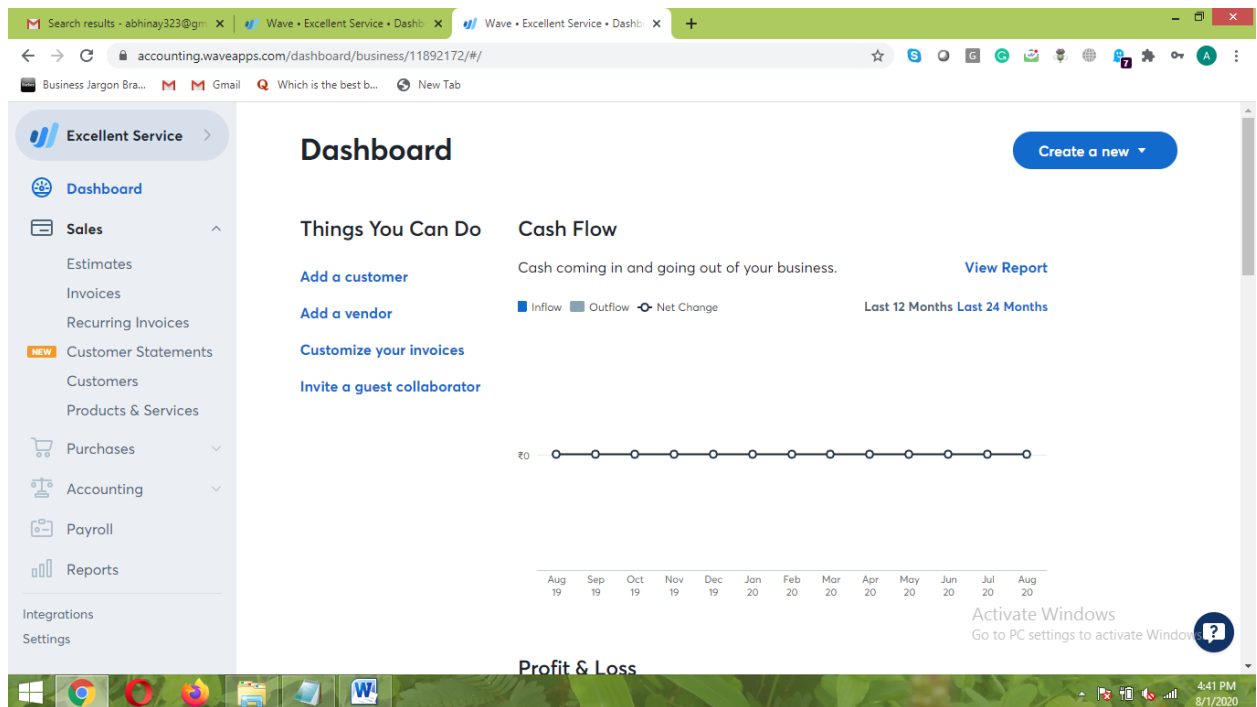 Search results - abhinay323@gm
Wave • Excellent Service • Dashb
Wave • Excellent Service • Dashb
accounting.waveapps.com/dashboard/business/11892172/#/
G
G
7
A
Business Jargon Bra...
Gmail
Which is the best b...
New Tab
Excellent Service
Dashboard
Sales
Estimates
Invoices
Recurring Invoices
NEW Customer Statements
Customers
Products & Services
Purchases
Accounting
Payroll
Reports
Integrations
Settings
Dashboard
Create a new
Things You Can Do
Add a customer
Add a vendor
Customize your invoices
Invite a guest collaborator
Cash Flow
Cash coming in and going out of your business.
View Report
Inflow Outflow Net Change
Last 12 Months Last 24 Months
₹0
Aug Sep Oct Nov Dec Jan Feb Mar Apr May Jun Jul Aug
19 19 19 19 19 20 20 20 20 20 20 20 20
Activate Windows
Go to PC settings to activate Windows
?
Profit & Loss
4:41 PM
8/1/2020